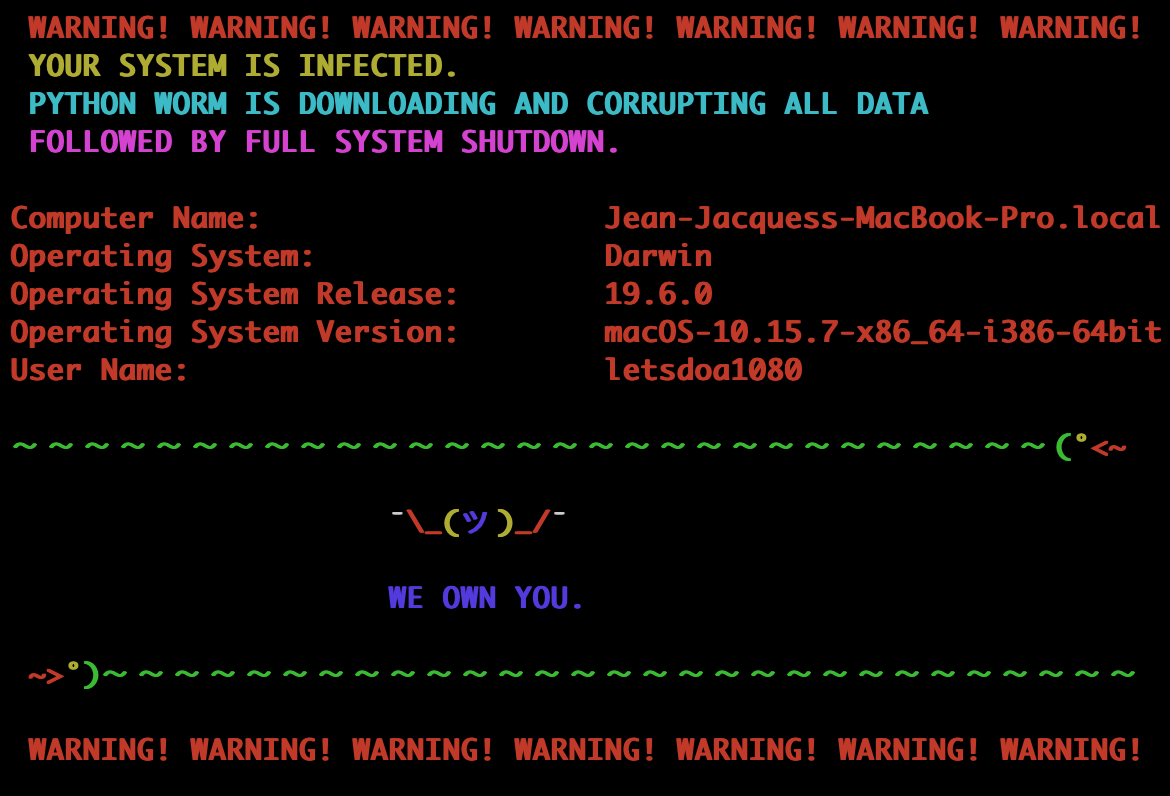 WARNING! WARNING! WARNING! WARNING! WARNING! WARNING! WARNING!
YOUR SYSTEM IS INFECTED.
PYTHON WORM IS DOWNLOADING AND CORRUPTING ALL DATA
FOLLOWED BY FULL SYSTEM SHUTDOWN.
Computer Name: Jean-Jacquess-MacBook-Pro.local
Operating System: Darwin
Operating System Release: 19.6.0
Operating System Version: macOS-10.15.7-x86_64-i386-64bit
User Name: letsdoa1080
~ ~ ~ ~ ~ ~ ~ ~ ~ ~ ~ ~ ~ ~ ~ ~ ~ ~ ~ ~ ~ ~ ~ ~ ~ ~ ~ ~ ~ (°<~
¯\_(ツ)_/¯
WE OWN YOU.
~>°)~ ~ ~ ~ ~ ~ ~ ~ ~ ~ ~ ~ ~ ~ ~ ~ ~ ~ ~ ~ ~ ~ ~ ~ ~ ~ ~ ~ ~
WARNING! WARNING! WARNING! WARNING! WARNING! WARNING! WARNING!